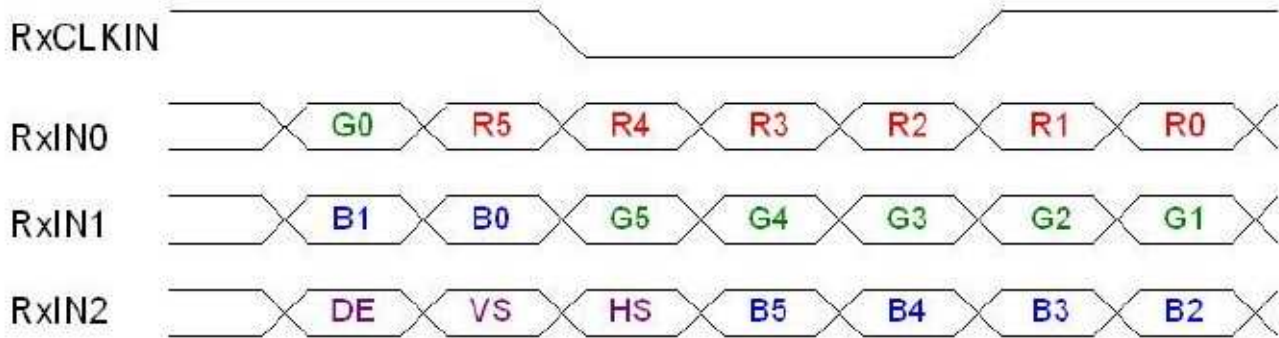 RxCLKIN
RxIN0 G0 R5 R4 R3 R2 R1 R0
RxIN1 B1 B0 G5 G4 G3 G2 G1
RxIN2 DE VS HS B5 B4 B3 B2